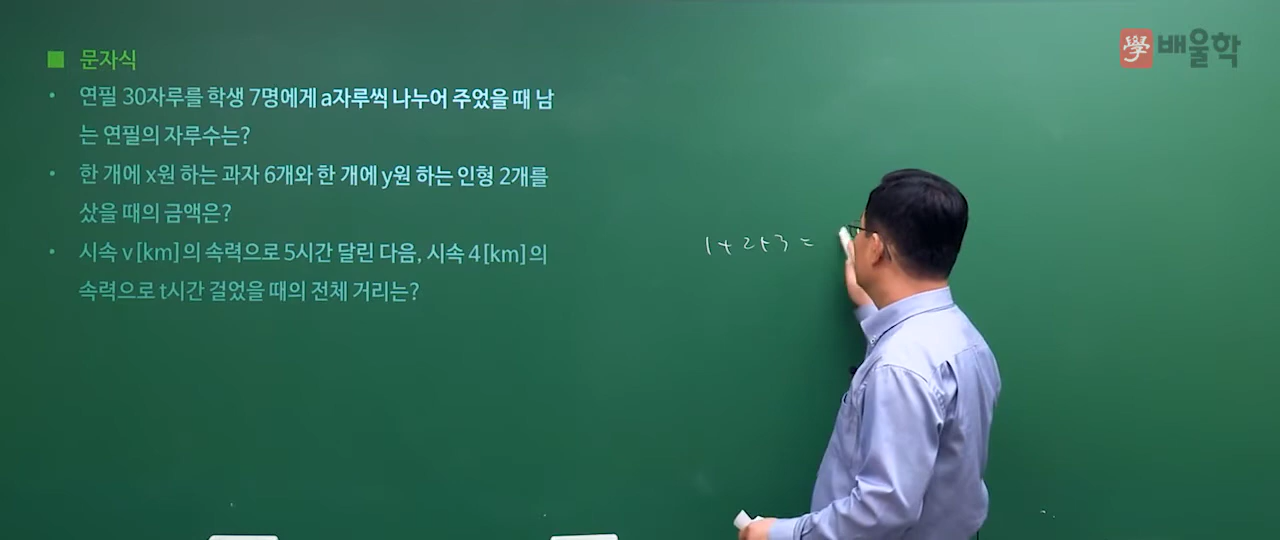 學 배울학
■ 문자식
• 연필 30자루를 학생 7명에게 a자루씩 나누어 주었을 때 남
는 연필의 자루수는?
• 한 개에 x원 하는 과자 6개와 한 개에 y원 하는 인형 2개를
샀을 때의 금액은?
• 시속 v[km]의 속력으로 5시간 달린 다음, 시속 4[km]의
속력으로 t시간 걸었을 때의 전체 거리는?
1+2+3=